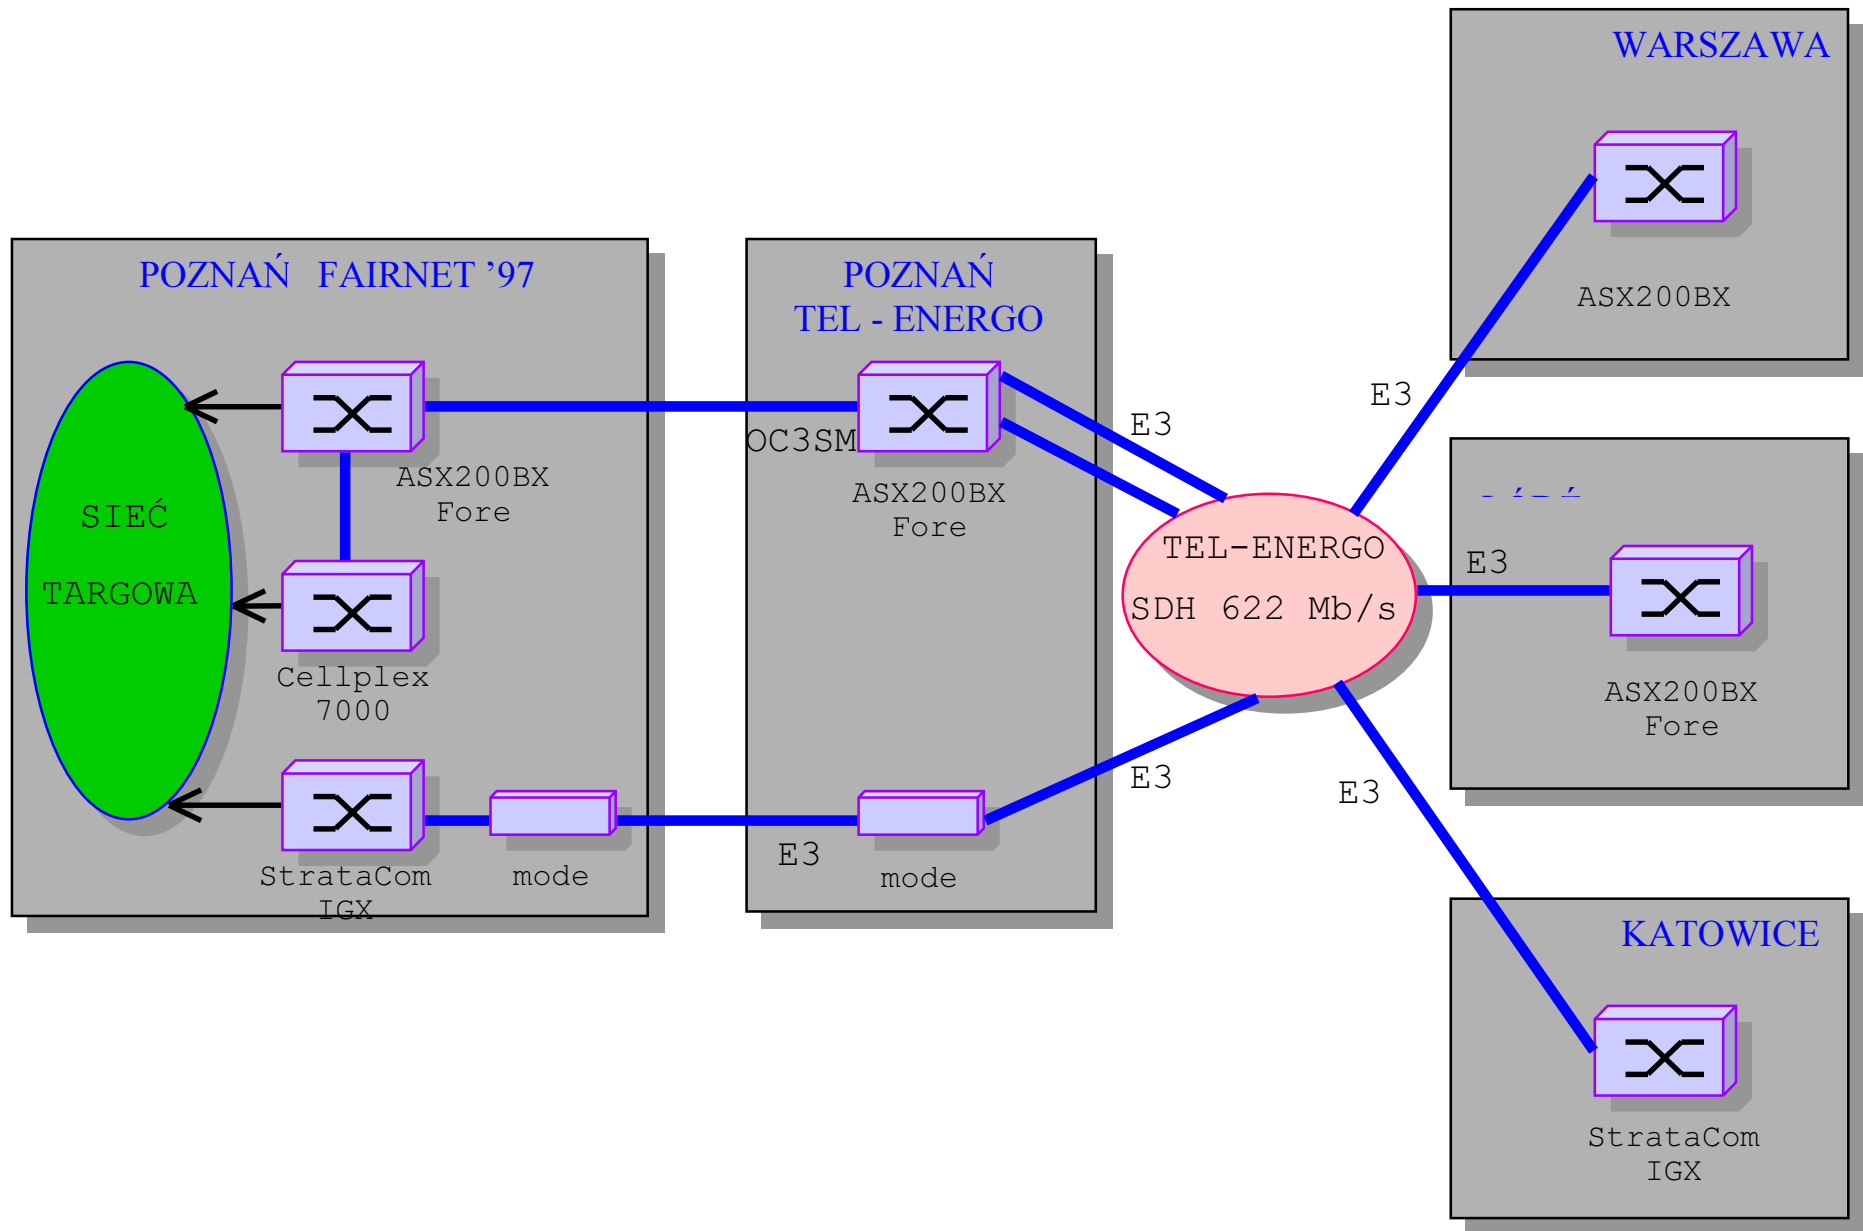 WARSZAWA
ASX200BX
POZNAŃ FAIRNET ’97
POZNAŃ
TEL - ENERGO
E3
E3
OC3SM
ASX200BX
Fore
ASX200BX
Fore
SIEĆ
TARGOWA
TEL-ENERGO
SDH 622 Mb/s
E3
ASX200BX
Fore
Cellplex
7000
E3
E3
E3
StrataCom
IGX
mode
mode
KATOWICE
StrataCom
IGX